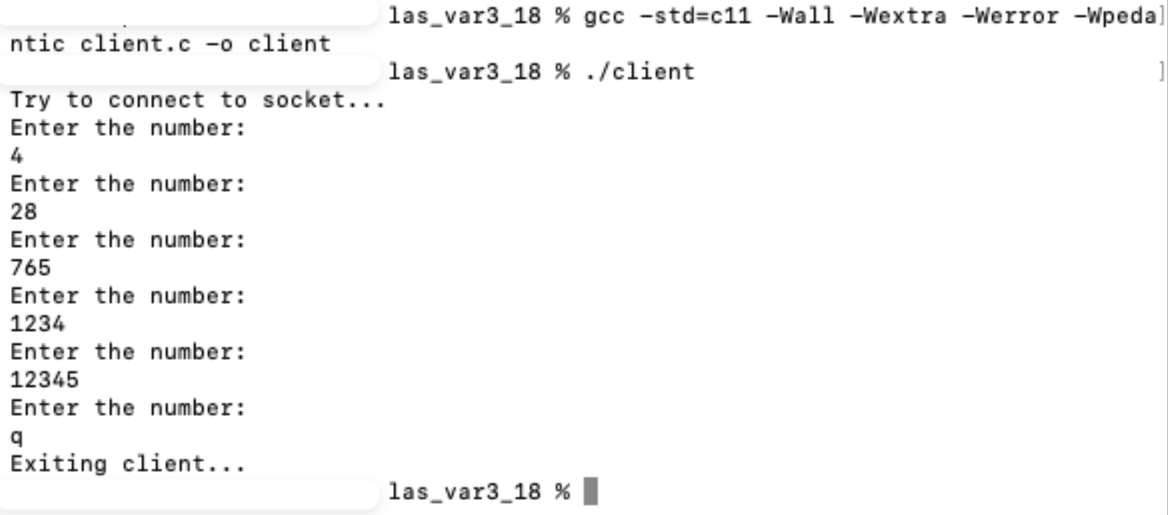 las_var3_18 % gcc -std=c11 -Wall -Wextra -Werror -Wpeda]
ntic client.c -o client
las_var3_18 % ./client ]
Try to connect to socket...
Enter the number:
4
Enter the number:
28
Enter the number:
765
Enter the number:
1234
Enter the number:
12345
Enter the number:
q
Exiting client...
las_var3_18 %